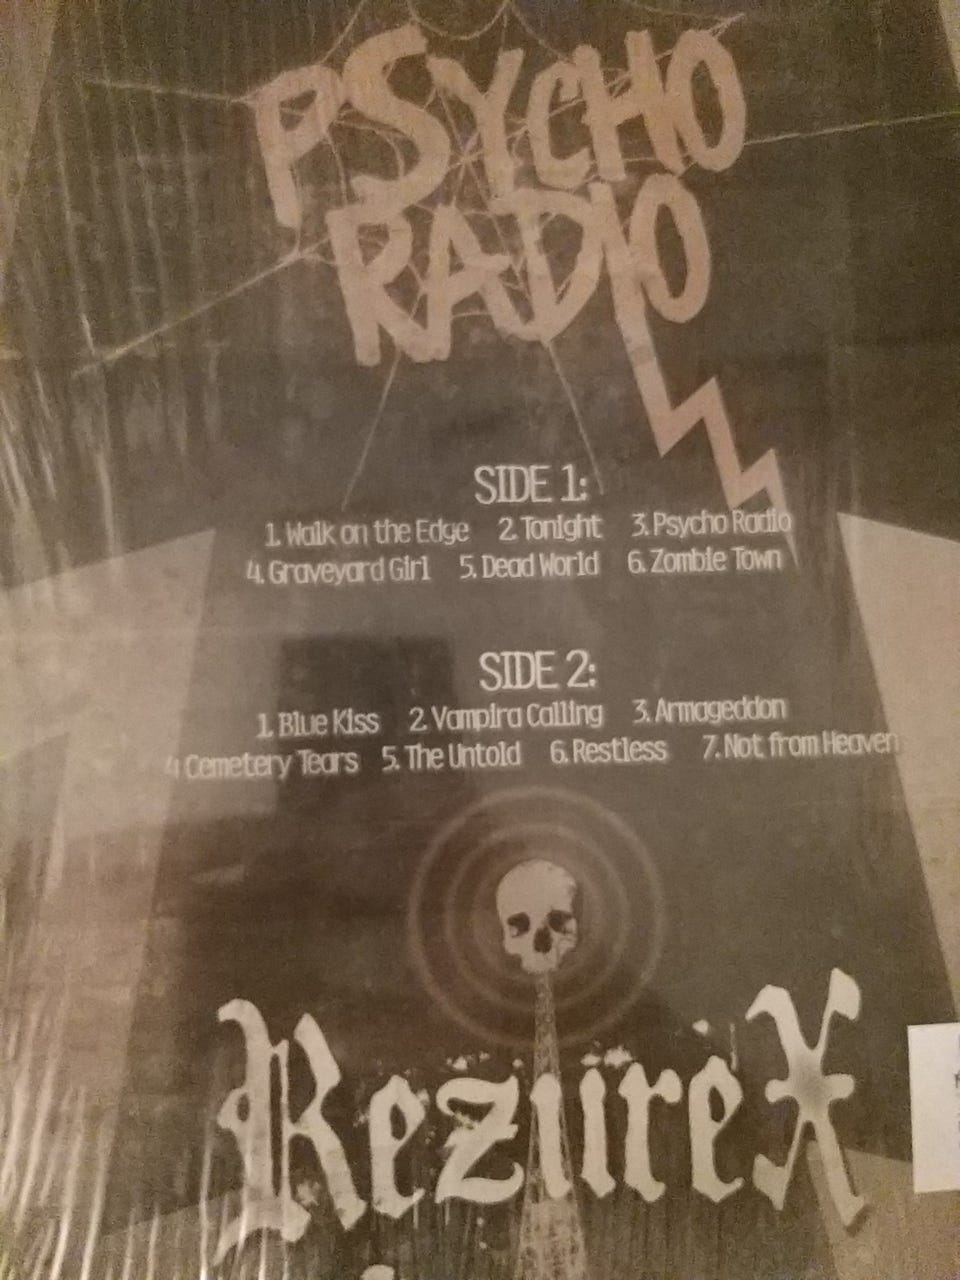 PSYCHO
RADIO
SIDE 1:
1. Walk on the Edge 2. Tonight 3. Psycho Radio
4. Graveyard Girl 5. Dead World 6. Zombie Town
SIDE 2:
1. Blue Kiss 2. Vampira Calling 3. Armageddon
4 Cemetery Tears 5. The Untold 6. Restless 7. Not from Heaven
RezureX